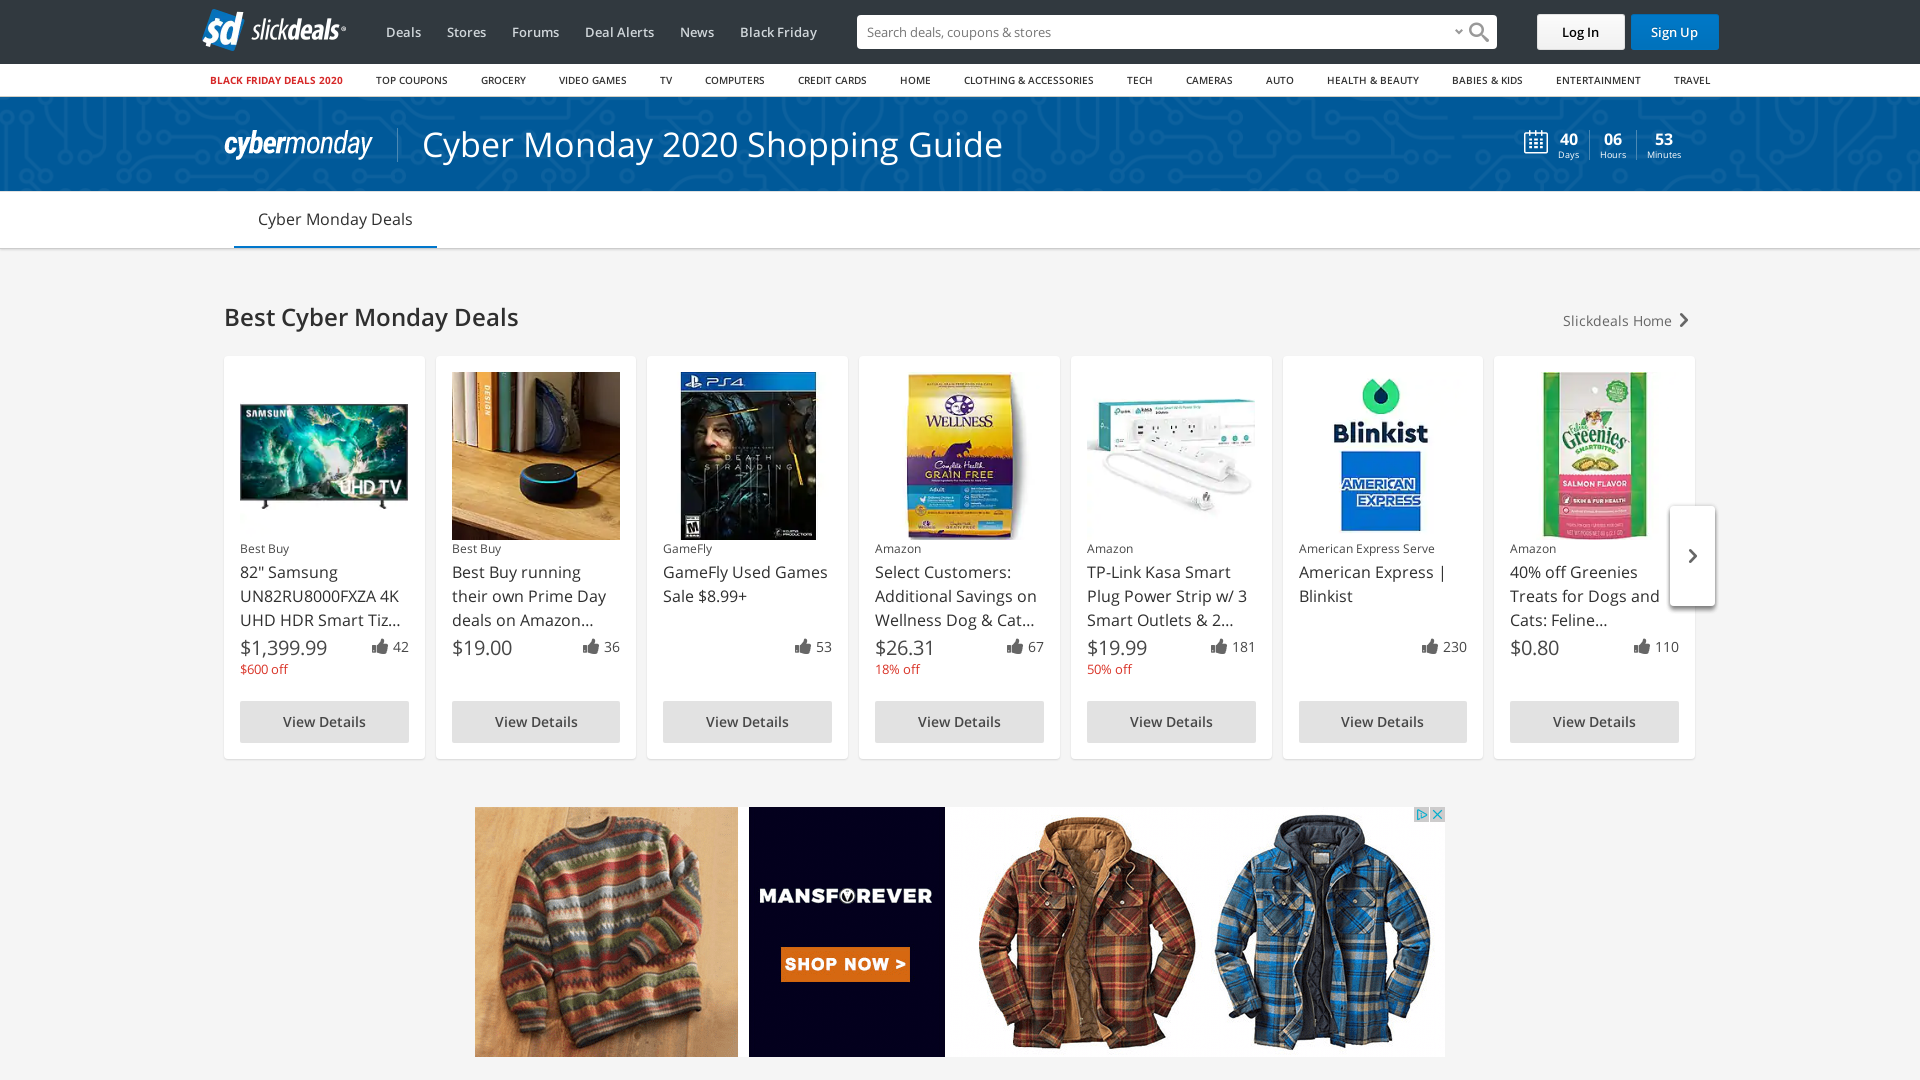 slickdeals
Deals
Stores
Forums
Deal Alerts
News
Black Friday
Search deals, coupons & stores
Log In
Sign Up
BLACK FRIDAY DEALS 2020
TOP COUPONS
GROCERY
VIDEO GAMES
TV
COMPUTERS
CREDIT CARDS
HOME
CLOTHING & ACCESSORIES
TECH
CAMERAS
AUTO
HEALTH & BEAUTY
BABIES & KIDS
ENTERTAINMENT
TRAVEL
cybermonday
Cyber Monday 2020 Shopping Guide
40
Days
06
Hours
53
Minutes
Cyber Monday Deals
Best Cyber Monday Deals
Slickdeals Home
SAMSUNG
UHD TV
Best Buy
82" Samsung
UN82RU8000FXZA 4K
UHD HDR Smart Tiz...
$1,399.99
42
$600 off
View Details
Best Buy
Best Buy running
their own Prime Day
deals on Amazon...
$19.00
36
View Details
PS4
DEATH
STRANDING
GameFly
GameFly Used Games
Sale $8.99+
53
View Details
WELLNESS
Complete Health
GRAIN FREE
Adult
Amazon
Select Customers:
Additional Savings on
Wellness Dog & Cat...
$26.31
67
18% off
View Details
Amazon
TP-Link Kasa Smart
Plug Power Strip w/ 3
Smart Outlets & 2...
$19.99
181
50% off
View Details
Blinkist
AMERICAN
EXPRESS
American Express Serve
American Express |
Blinkist
230
View Details
Feline
Greenies
SMARTBITES
SALMON FLAVOR
SKIN & FUR HEALTH
Amazon
40% off Greenies
Treats for Dogs and
Cats: Feline...
$0.80
110
View Details
MANSFOREVER
SHOP NOW >